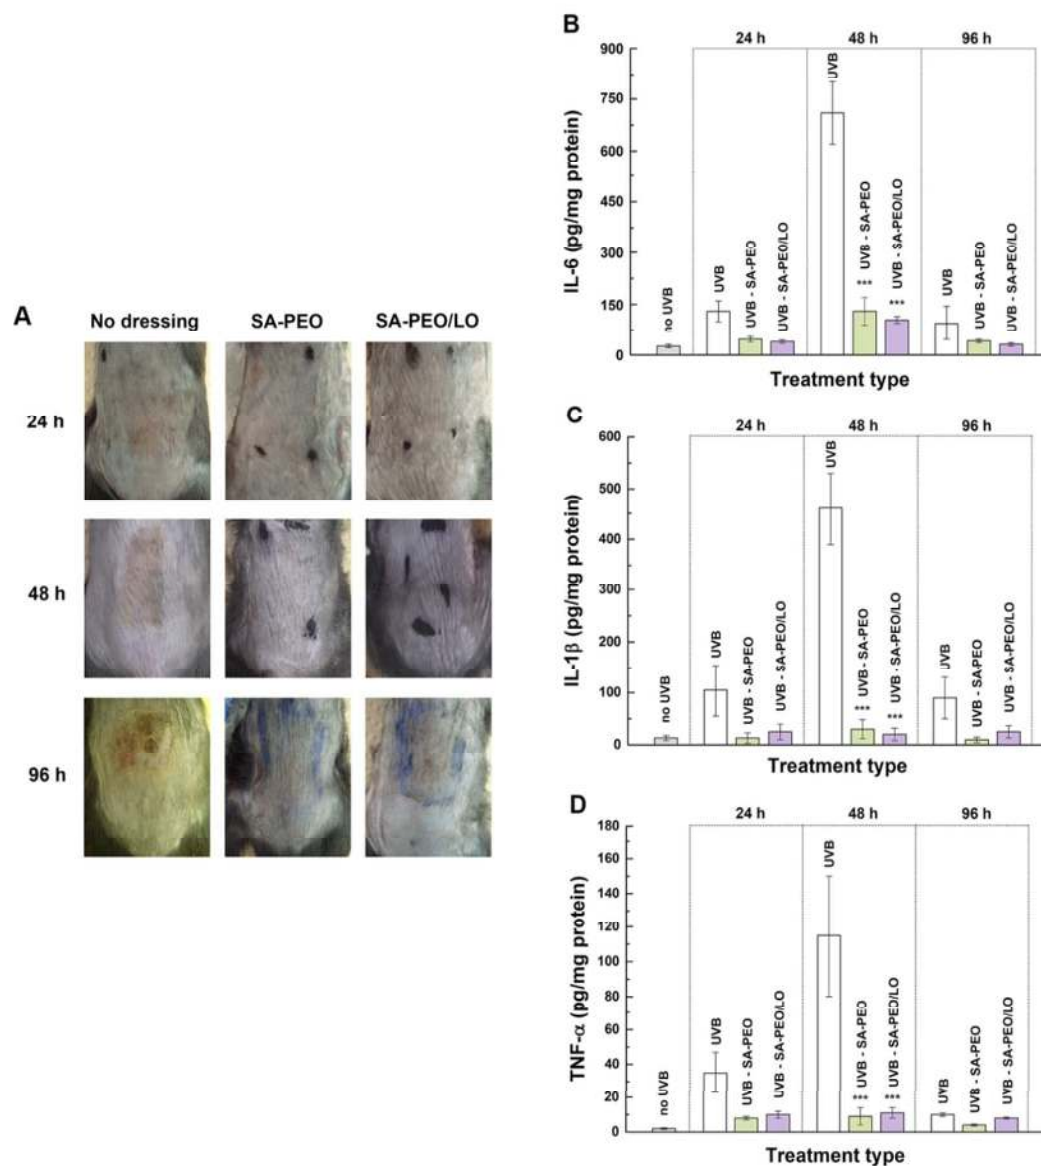 A
No dressing SA-PEO SA-PEO/LO
24 h
48 h
96 h
B
24 h 48 h 96 h
IL-6 (pg/mg protein)
900
750
600
450
300
150
0
no UVB
UVB
UVB - SA-PEO
UVB - SA-PEO/LO
UVB
*** UVB - SA-PEO
*** UVB - SA-PEO/LO
UVB
UVB - SA-PEO
UVB - SA-PEO/LO
Treatment type
C
24 h 48 h 96 h
IL-1β (pg/mg protein)
600
500
400
300
200
100
0
no UVB
UVB
UVB - SA-PEO
UVB - SA-PEO/LO
UVB
*** UVB - SA-PEO
*** UVB - SA-PEO/LO
UVB
UVB - SA-PEO
UVB - SA-PEO/LO
Treatment type
D
24 h 48 h 96 h
TNF-α (pg/mg protein)
180
160
140
120
100
80
60
40
20
0
no UVB
UVB
UVB - SA-PEO
UVB - SA-PEO/LO
UVB
*** UVB - SA-PEO
*** UVB - SA-PEO/LO
UVB
UVB - SA-PEO
UVB - SA-PEO/LO
Treatment type